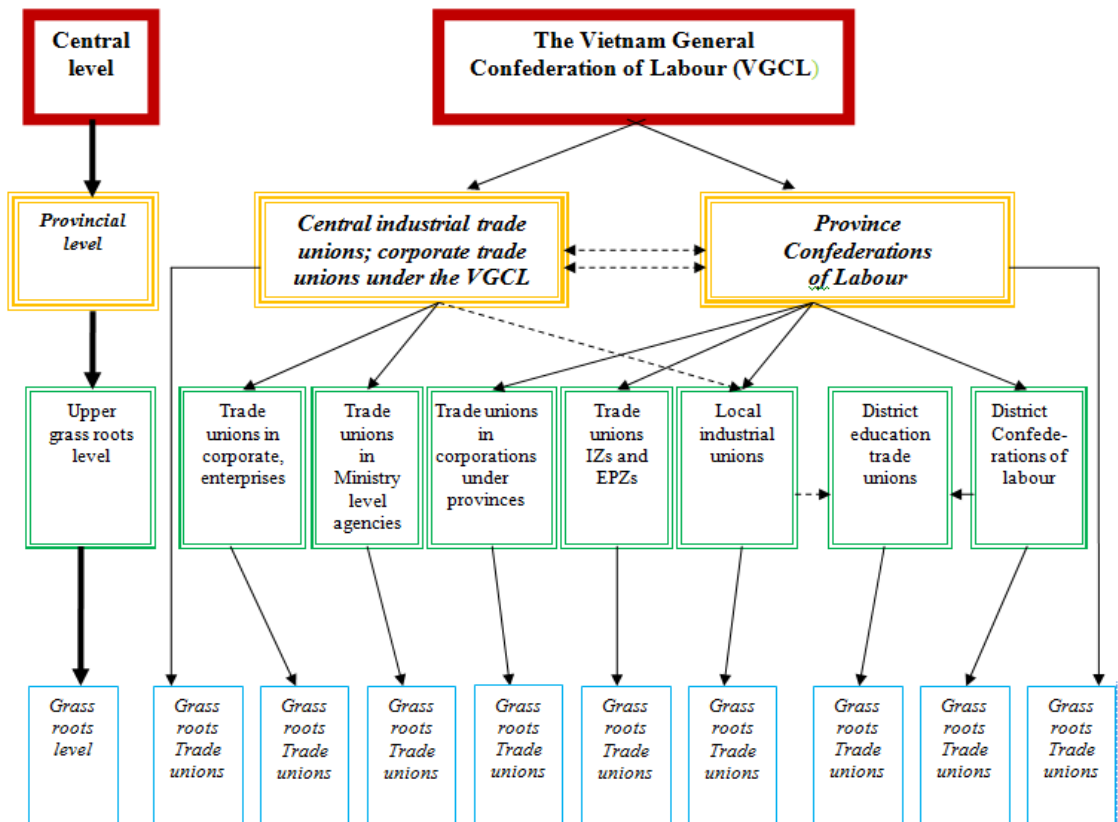 Central
level
The Vietnam General
Confederation of Labour (VGCL)
Provincial
level
Central industrial trade
unions; corporate trade
unions under the VGCL
Province
Confederations
of Labour
Upper
grass roots
level
Trade
unions in
corporate,
enterprises
Trade
unions
in
Ministry
level
agencies
Trade unions
in
corporations
under
provinces
Trade
unions
IZs and
EPZs
Local
industrial
unions
District
education
trade
unions
District
Confede-
rations of
labour
Grass
roots
level
Grass
roots
Trade
unions
Grass
roots
Trade
unions
Grass
roots
Trade
unions
Grass
roots
Trade
unions
Grass
roots
Trade
unions
Grass
roots
Trade
unions
Grass
roots
Trade
unions
Grass
roots
Trade
unions
Grass
roots
Trade
unions